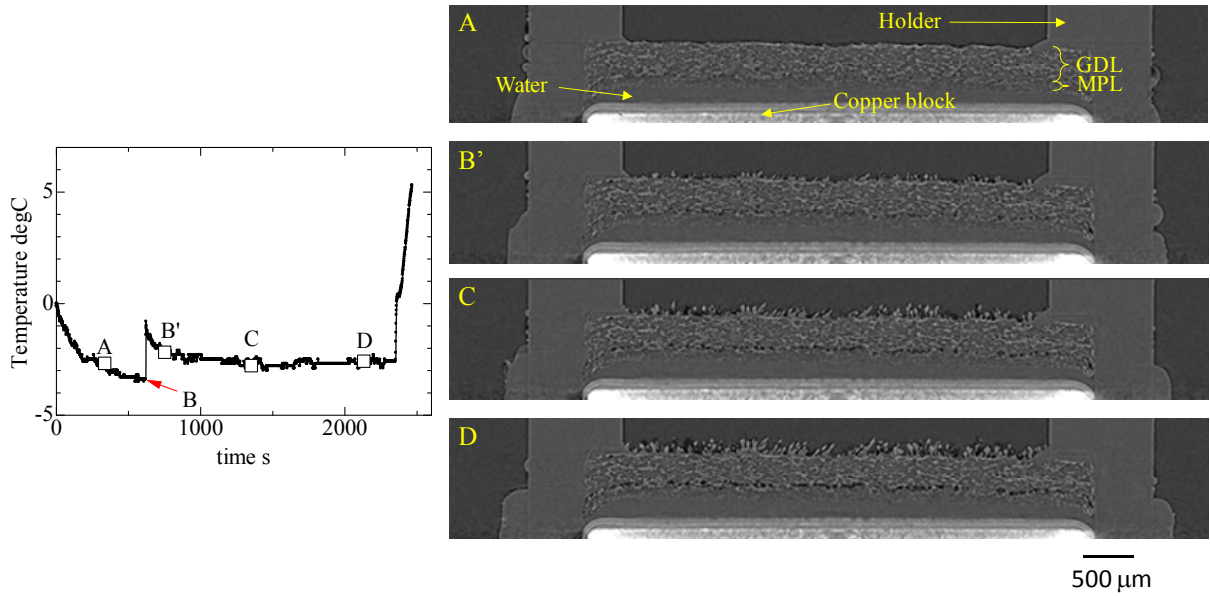 Temperature degC
5
0
-5
0
1000
2000
time s
A
B
B'
C
D
A
Holder
GDL
MPL
Water
Copper block
B’
C
D
500 μm